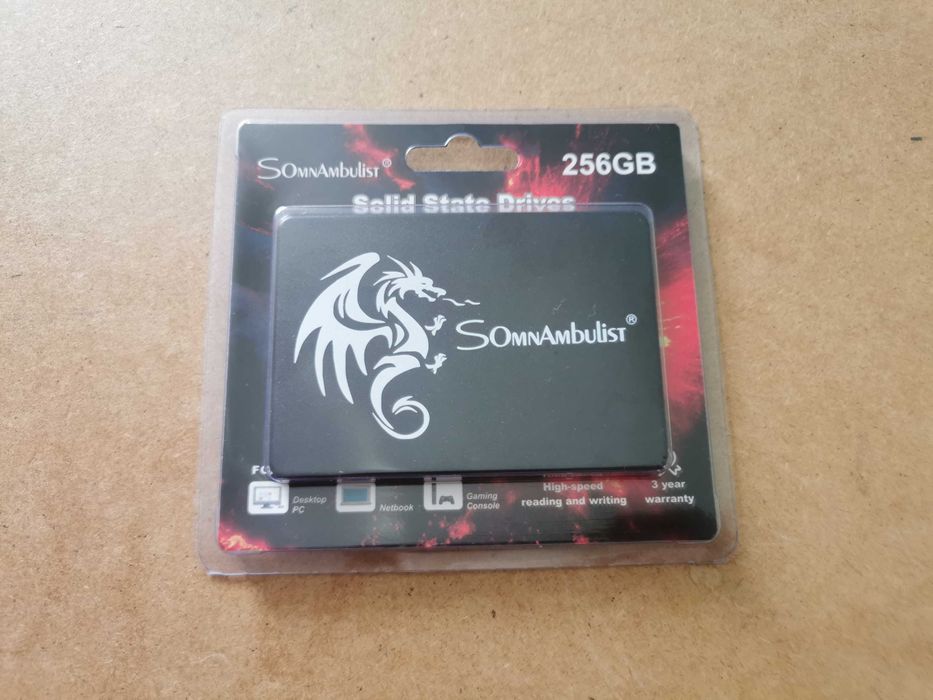 SOmnAmbulist®
256GB
Solid State Drives
SOmnAmbulist®
High-speed
reading and writing
3 year
warranty
Desktop
PC
Netbook
Gaming
Console